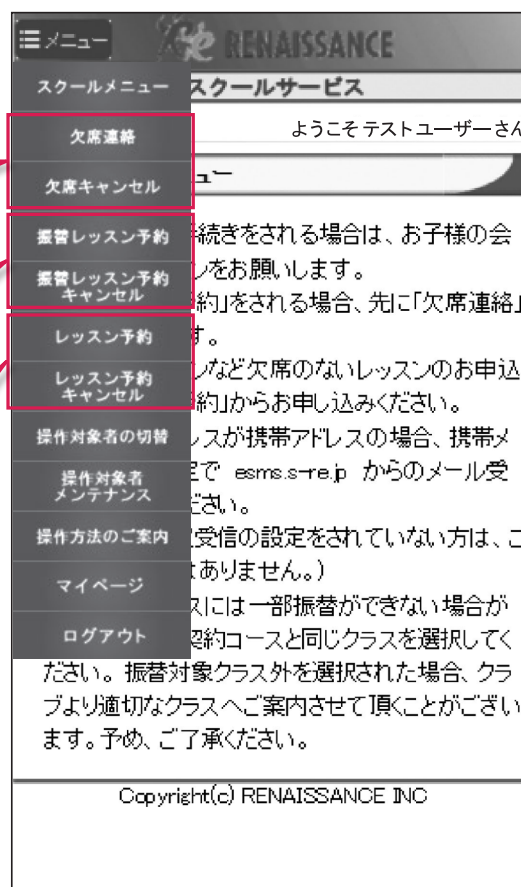 メニュー
RENAISSANCE
スクールメニュー
スクールサービス
欠席連絡
ようこそ テストユーザーさん
欠席キャンセル
ュー
振替レッスン予約
続きをされる場合は、お子様の会
振替レッスン予約
キャンセル
ンをお願いします。
約」をされる場合、先に「欠席連絡」
レッスン予約
す。
レッスン予約
キャンセル
ンなど欠席のないレッスンのお申込
約」からお申し込みください。
操作対象者の切替
レスが携帯アドレスの場合、携帯メ
操作対象者
メンテナンス
定で esms.s-re.jp からのメール受
ださい。
操作方法のご案内
受信の設定をされていない方は、ご
はありません。)
マイページ
スには一部振替ができない場合が
ログアウト
契約コースと同じクラスを選択してく
ださい。振替対象クラス外を選択された場合、クラ
ブより適切なクラスへご案内させて頂くことがござい
ます。予め、ご了承ください。
Copyright(c) RENAISSANCE INC